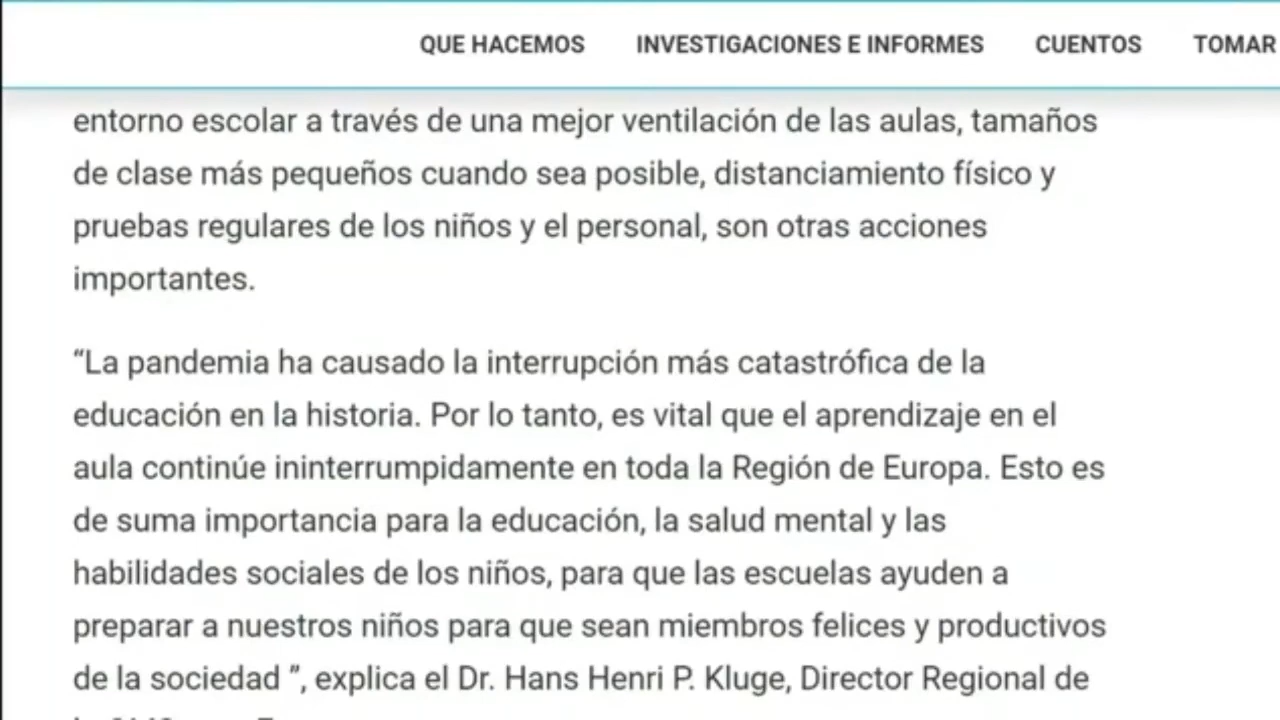 QUE HACEMOS INVESTIGACIONES E INFORMES CUENTOS TOMAR
entorno escolar a través de una mejor ventilación de las aulas, tamaños
de clase más pequeños cuando sea posible, distanciamiento físico y
pruebas regulares de los niños y el personal, son otras acciones
importantes.
“La pandemia ha causado la interrupción más catastrófica de la
educación en la historia. Por lo tanto, es vital que el aprendizaje en el
aula continúe ininterrumpidamente en toda la Región de Europa. Esto es
de suma importancia para la educación, la salud mental y las
habilidades sociales de los niños, para que las escuelas ayuden a
preparar a nuestros niños para que sean miembros felices y productivos
de la sociedad ”, explica el Dr. Hans Henri P. Kluge, Director Regional de